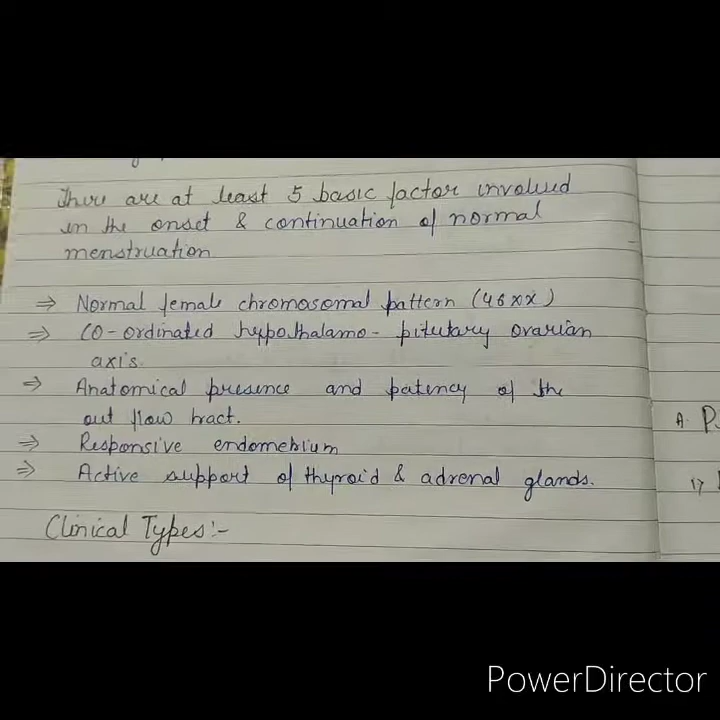 There are at least 5 basic factor involved
in the onset & continuation of normal
menstruation
⇒ Normal female chromosomal pattern (46xx)
⇒ CO-ordinated hypothalamo - pitutary ovarian
axis.
⇒ Anatomical presence and patency of the
out flow tract.
⇒ Responsive endometrium
⇒ Active support of thyroid & adrenal glands.
Clinical Types:-
A.
1)
PowerDirector